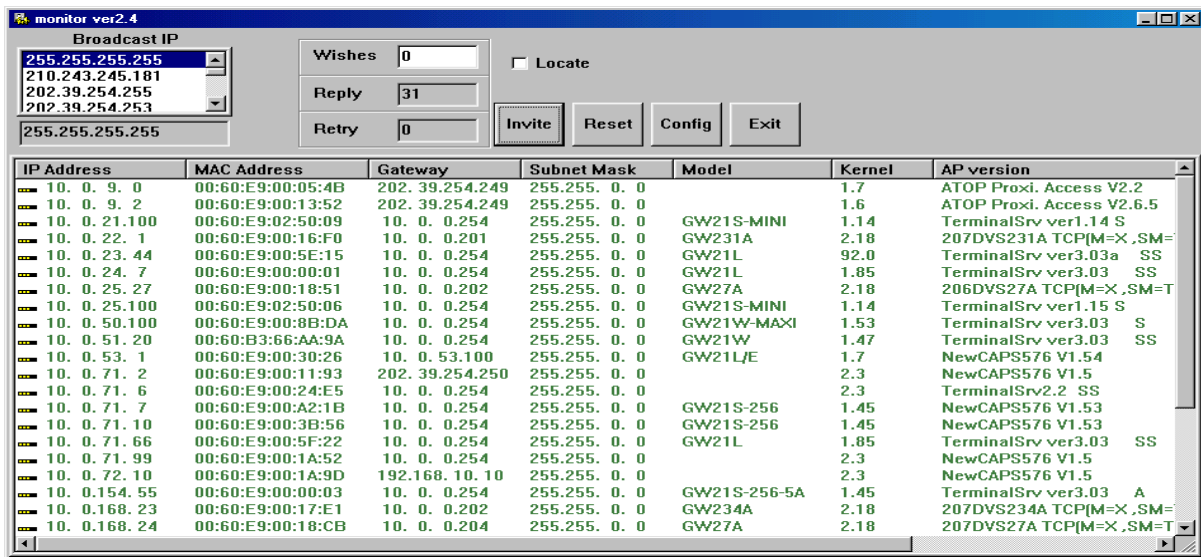 monitor ver2.4
Broadcast IP
255.255.255.255
210.243.245.181
202.39.254.255
202.39.254.253
255.255.255.255
Wishes 0
Reply 31
Retry 0
Locate
Invite Reset Config Exit
IP Address MAC Address Gateway Subnet Mask Model Kernel AP version
10. 0. 9. 0 00:60:E9:00:05:4B 202. 39.254.249 255.255. 0. 0 1.7 ATOP Proxi. Access V2.2
10. 0. 9. 2 00:60:E9:00:13:52 202. 39.254.249 255.255. 0. 0 1.6 ATOP Proxi. Access V2.6.5
10. 0. 21.100 00:60:E9:02:50:09 10. 0. 0.254 255.255. 0. 0 GW21S-MINI 1.14 TerminalSrv ver1.14 S
10. 0. 22. 1 00:60:E9:00:16:F0 10. 0. 0.201 255.255. 0. 0 GW231A 2.18 207DVS231A TCP(M=X ,SM=
10. 0. 23. 44 00:60:E9:00:5E:15 10. 0. 0.254 255.255. 0. 0 GW21L 92.0 TerminalSrv ver3.03a SS
10. 0. 24. 7 00:60:E9:00:00:01 10. 0. 0.254 255.255. 0. 0 GW21L 1.85 TerminalSrv ver3.03 SS
10. 0. 25. 27 00:60:E9:00:18:51 10. 0. 0.202 255.255. 0. 0 GW27A 2.18 206DVS27A TCP(M=X ,SM=T
10. 0. 25.100 00:60:E9:02:50:06 10. 0. 0.254 255.255. 0. 0 GW21S-MINI 1.14 TerminalSrv ver1.15 S
10. 0. 50.100 00:60:E9:00:8B:DA 10. 0. 0.254 255.255. 0. 0 GW21W-MAXI 1.53 TerminalSrv ver3.03 S
10. 0. 51. 20 00:60:B3:66:AA:9A 10. 0. 0.254 255.255. 0. 0 GW21W 1.47 TerminalSrv ver3.03 SS
10. 0. 53. 1 00:60:E9:00:30:26 10. 0. 53.100 255.255. 0. 0 GW21L/E 1.7 NewCAPS576 V1.54
10. 0. 71. 2 00:60:E9:00:11:93 202. 39.254.250 255.255. 0. 0 2.3 NewCAPS576 V1.5
10. 0. 71. 6 00:60:E9:00:24:E5 10. 0. 0.254 255.255. 0. 0 2.3 TerminalSrv2.2 SS
10. 0. 71. 7 00:60:E9:00:A2:1B 10. 0. 0.254 255.255. 0. 0 GW21S-256 1.45 NewCAPS576 V1.53
10. 0. 71. 10 00:60:E9:00:3B:56 10. 0. 0.254 255.255. 0. 0 GW21S-256 1.45 NewCAPS576 V1.53
10. 0. 71. 66 00:60:E9:00:5F:22 10. 0. 0.254 255.255. 0. 0 GW21L 1.85 TerminalSrv ver3.03 SS
10. 0. 71. 99 00:60:E9:00:1A:52 10. 0. 0.254 255.255. 0. 0 2.3 NewCAPS576 V1.5
10. 0. 72. 10 00:60:E9:00:1A:9D 192.168. 10. 10 255.255. 0. 0 2.3 NewCAPS576 V1.5
10. 0.154. 55 00:60:E9:00:00:03 10. 0. 0.254 255.255. 0. 0 GW21S-256-5A 1.45 TerminalSrv ver3.03 A
10. 0.168. 23 00:60:E9:00:17:E1 10. 0. 0.202 255.255. 0. 0 GW234A 2.18 207DVS234A TCP(M=X ,SM=
10. 0.168. 24 00:60:E9:00:18:CB 10. 0. 0.204 255.255. 0. 0 GW27A 2.18 207DVS27A TCP(M=X ,SM=T